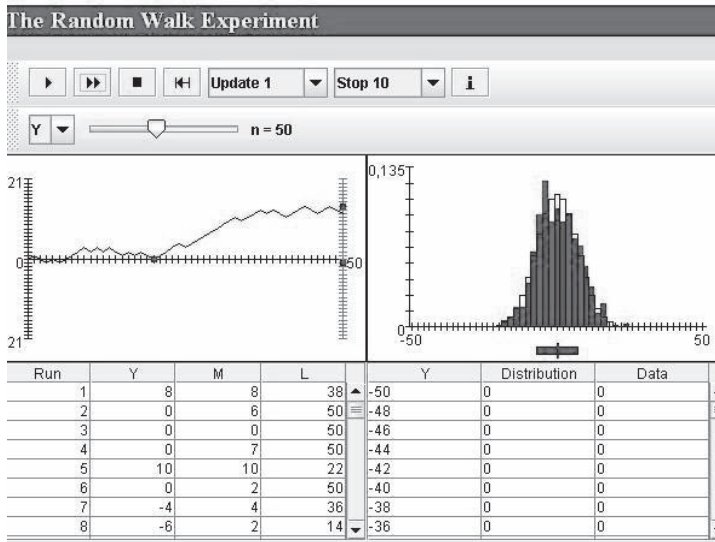 The Random Walk Experiment
Update 1 Stop 10 i
Y n = 50
21 0 50 21
0,135 0 -50 50
Run Y M L
1 8 8 38
2 0 6 50
3 0 0 50
4 0 7 50
5 10 10 22
6 0 2 50
7 -4 4 36
8 -6 2 14
Y Distribution Data
-50 0 0
-48 0 0
-46 0 0
-44 0 0
-42 0 0
-40 0 0
-38 0 0
-36 0 0